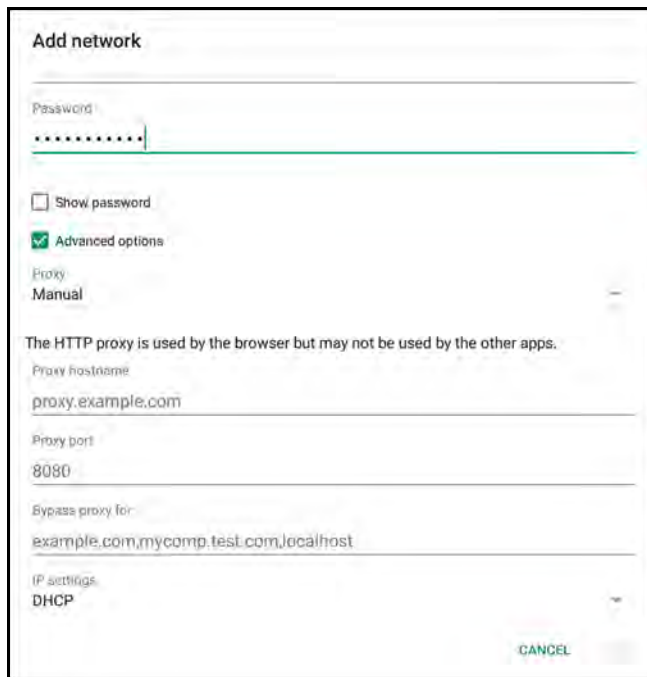 Add network
Password
•••••••••••
Show password
Advanced options
Proxy
Manual
The HTTP proxy is used by the browser but may not be used by the other apps.
Proxy hostname
proxy.example.com
Proxy port
8080
Bypass proxy for
example.com,mycomp.test.com,localhost
IP settings
DHCP
CANCEL